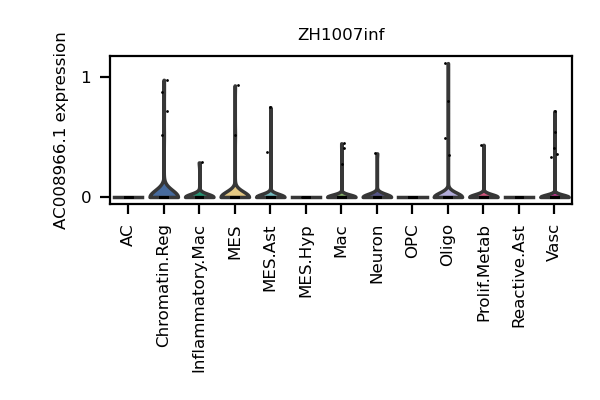 ZH1007inf
AC008966.1 expression
1
0
AC
Chromatin.Reg
Inflammatory.Mac
MES
MES.Ast
MES.Hyp
Mac
Neuron
OPC
Oligo
Prolif.Metab
Reactive.Ast
Vasc